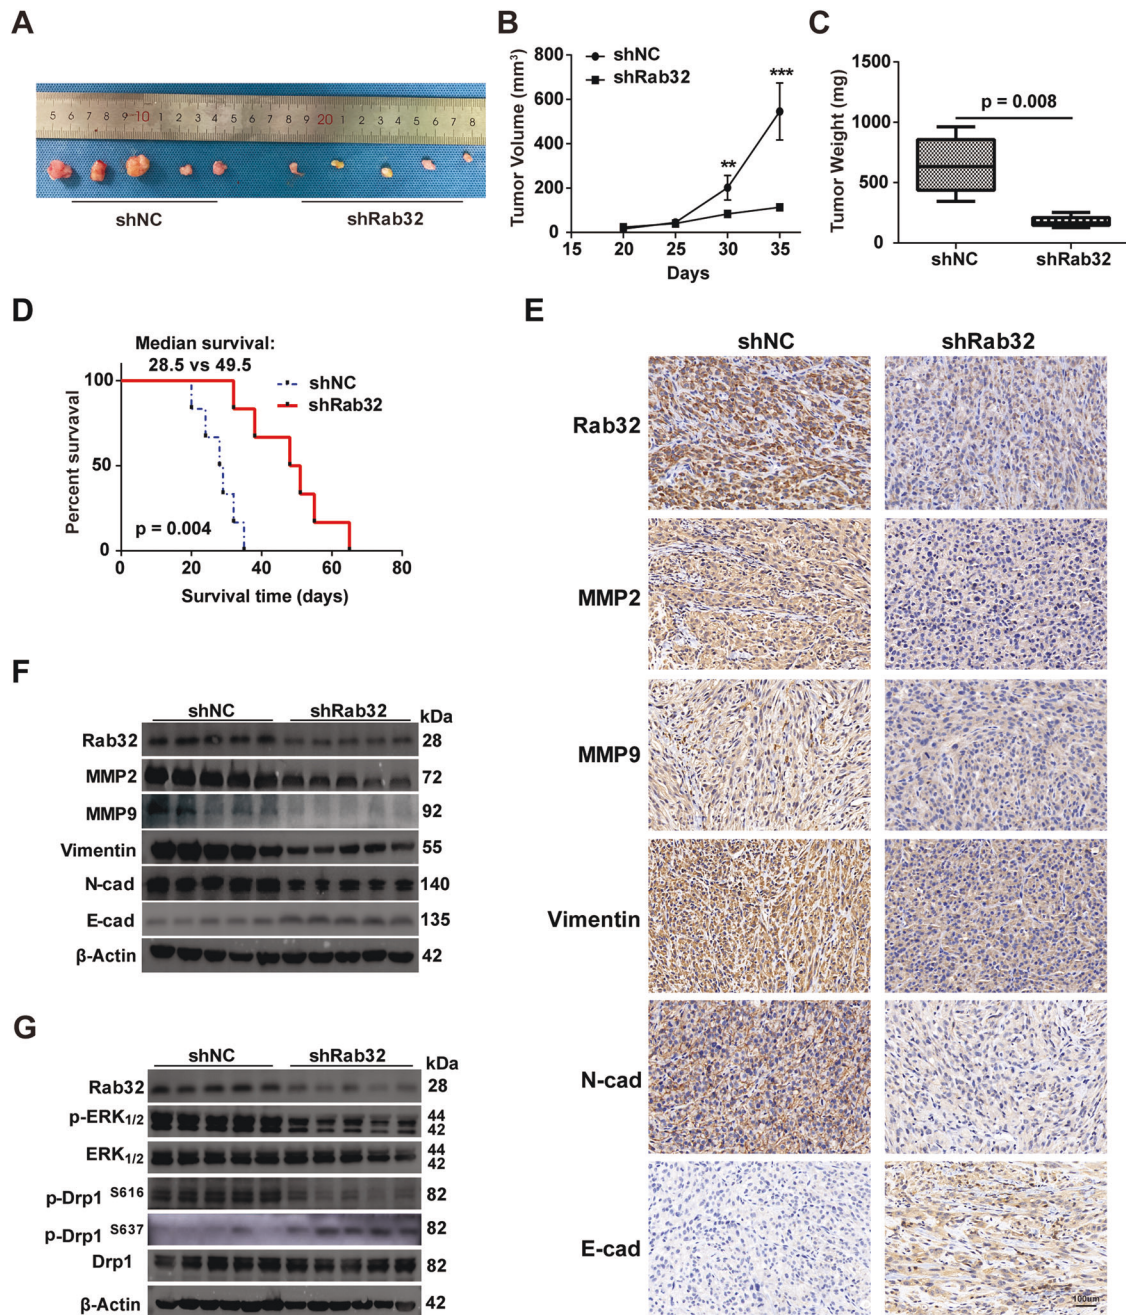 A
5 6 7 8 9 10 1 2 3 4 6 7 8 9 20 1 2 3 4 6 7 8
shNC
shRab32
B
Tumor Volume (mm³)
800
600
400
200
0
shNC
shRab32
**
***
15 20 25 30 35
Days
C
Tumor Weight (mg)
1500
1000
500
0
p = 0.008
shNC
shRab32
D
Median survival:
28.5 vs 49.5
shNC
shRab32
Percent survaval
100
50
0
p = 0.004
0 20 40 60 80
Survival time (days)
E
shNC
shRab32
Rab32
MMP2
MMP9
Vimentin
N-cad
E-cad
100um
F
shNC shRab32 kDa
Rab32 28
MMP2 72
MMP9 92
Vimentin 55
N-cad 140
E-cad 135
β-Actin 42
G
shNC shRab32 kDa
Rab32 28
p-ERK1/2 44
42
ERK1/2 44
42
p-Drp1 S616 82
p-Drp1 S637 82
Drp1 82
β-Actin 42